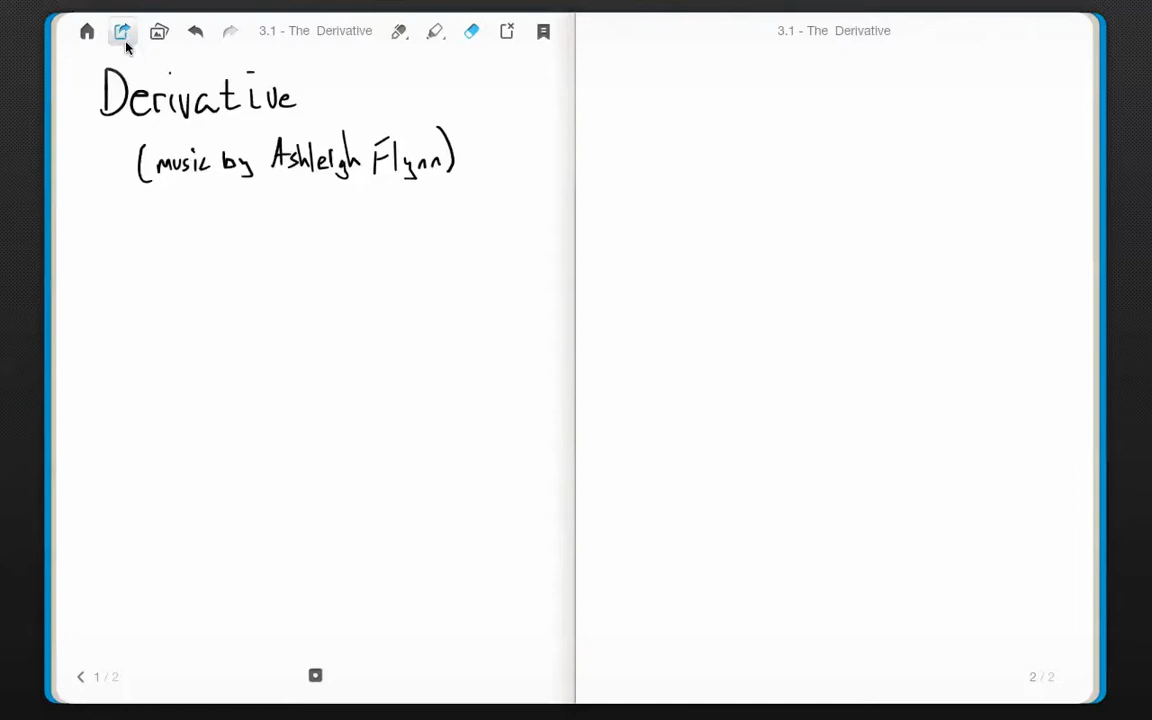 3.1 - The Derivative
3.1 - The Derivative
Derivative
(music by Ashleigh Flynn)
1 / 2
2 / 2